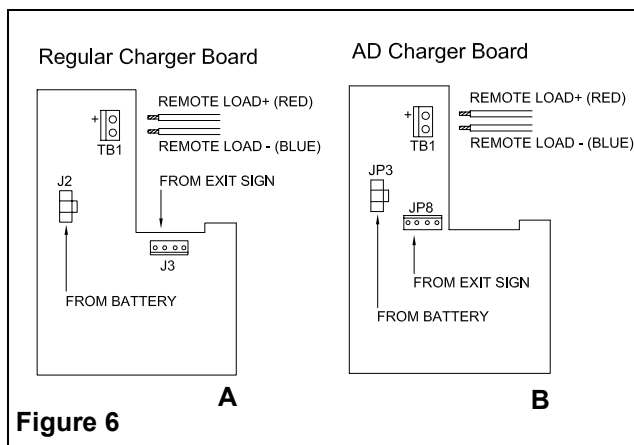 Regular Charger Board
REMOTE LOAD+ (RED)
+
TB1
REMOTE LOAD - (BLUE)
J2
FROM EXIT SIGN
J3
FROM BATTERY
A
AD Charger Board
REMOTE LOAD+ (RED)
+
TB1
REMOTE LOAD - (BLUE)
JP3
JP8
FROM EXIT SIGN
FROM BATTERY
B
Figure 6